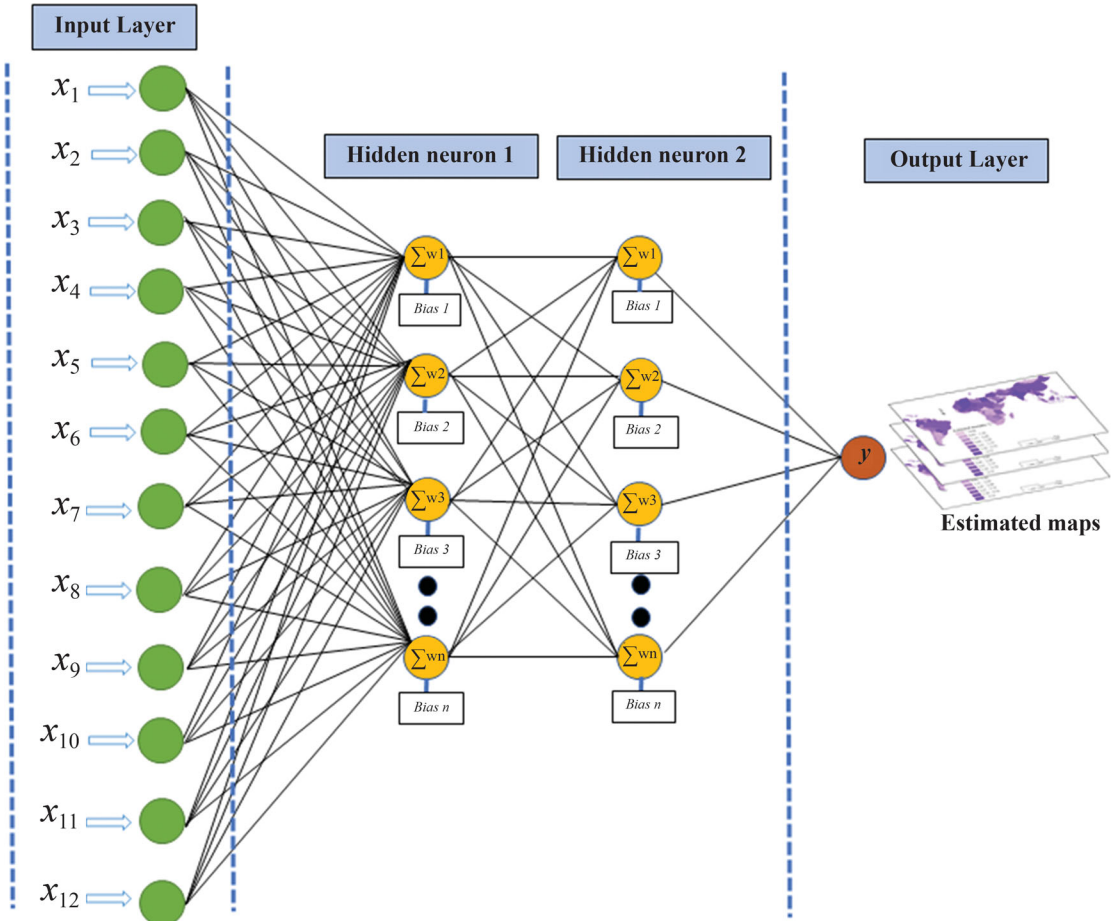 Input Layer
x1
x2
x3
x4
x5
x6
x7
x8
x9
x10
x11
x12
Hidden neuron 1
∑w1
Bias 1
∑w2
Bias 2
∑w3
Bias 3
∑wn
Bias n
Hidden neuron 2
∑w1
Bias 1
∑w2
Bias 2
∑w3
Bias 3
∑wn
Bias n
Output Layer
y
Estimated maps